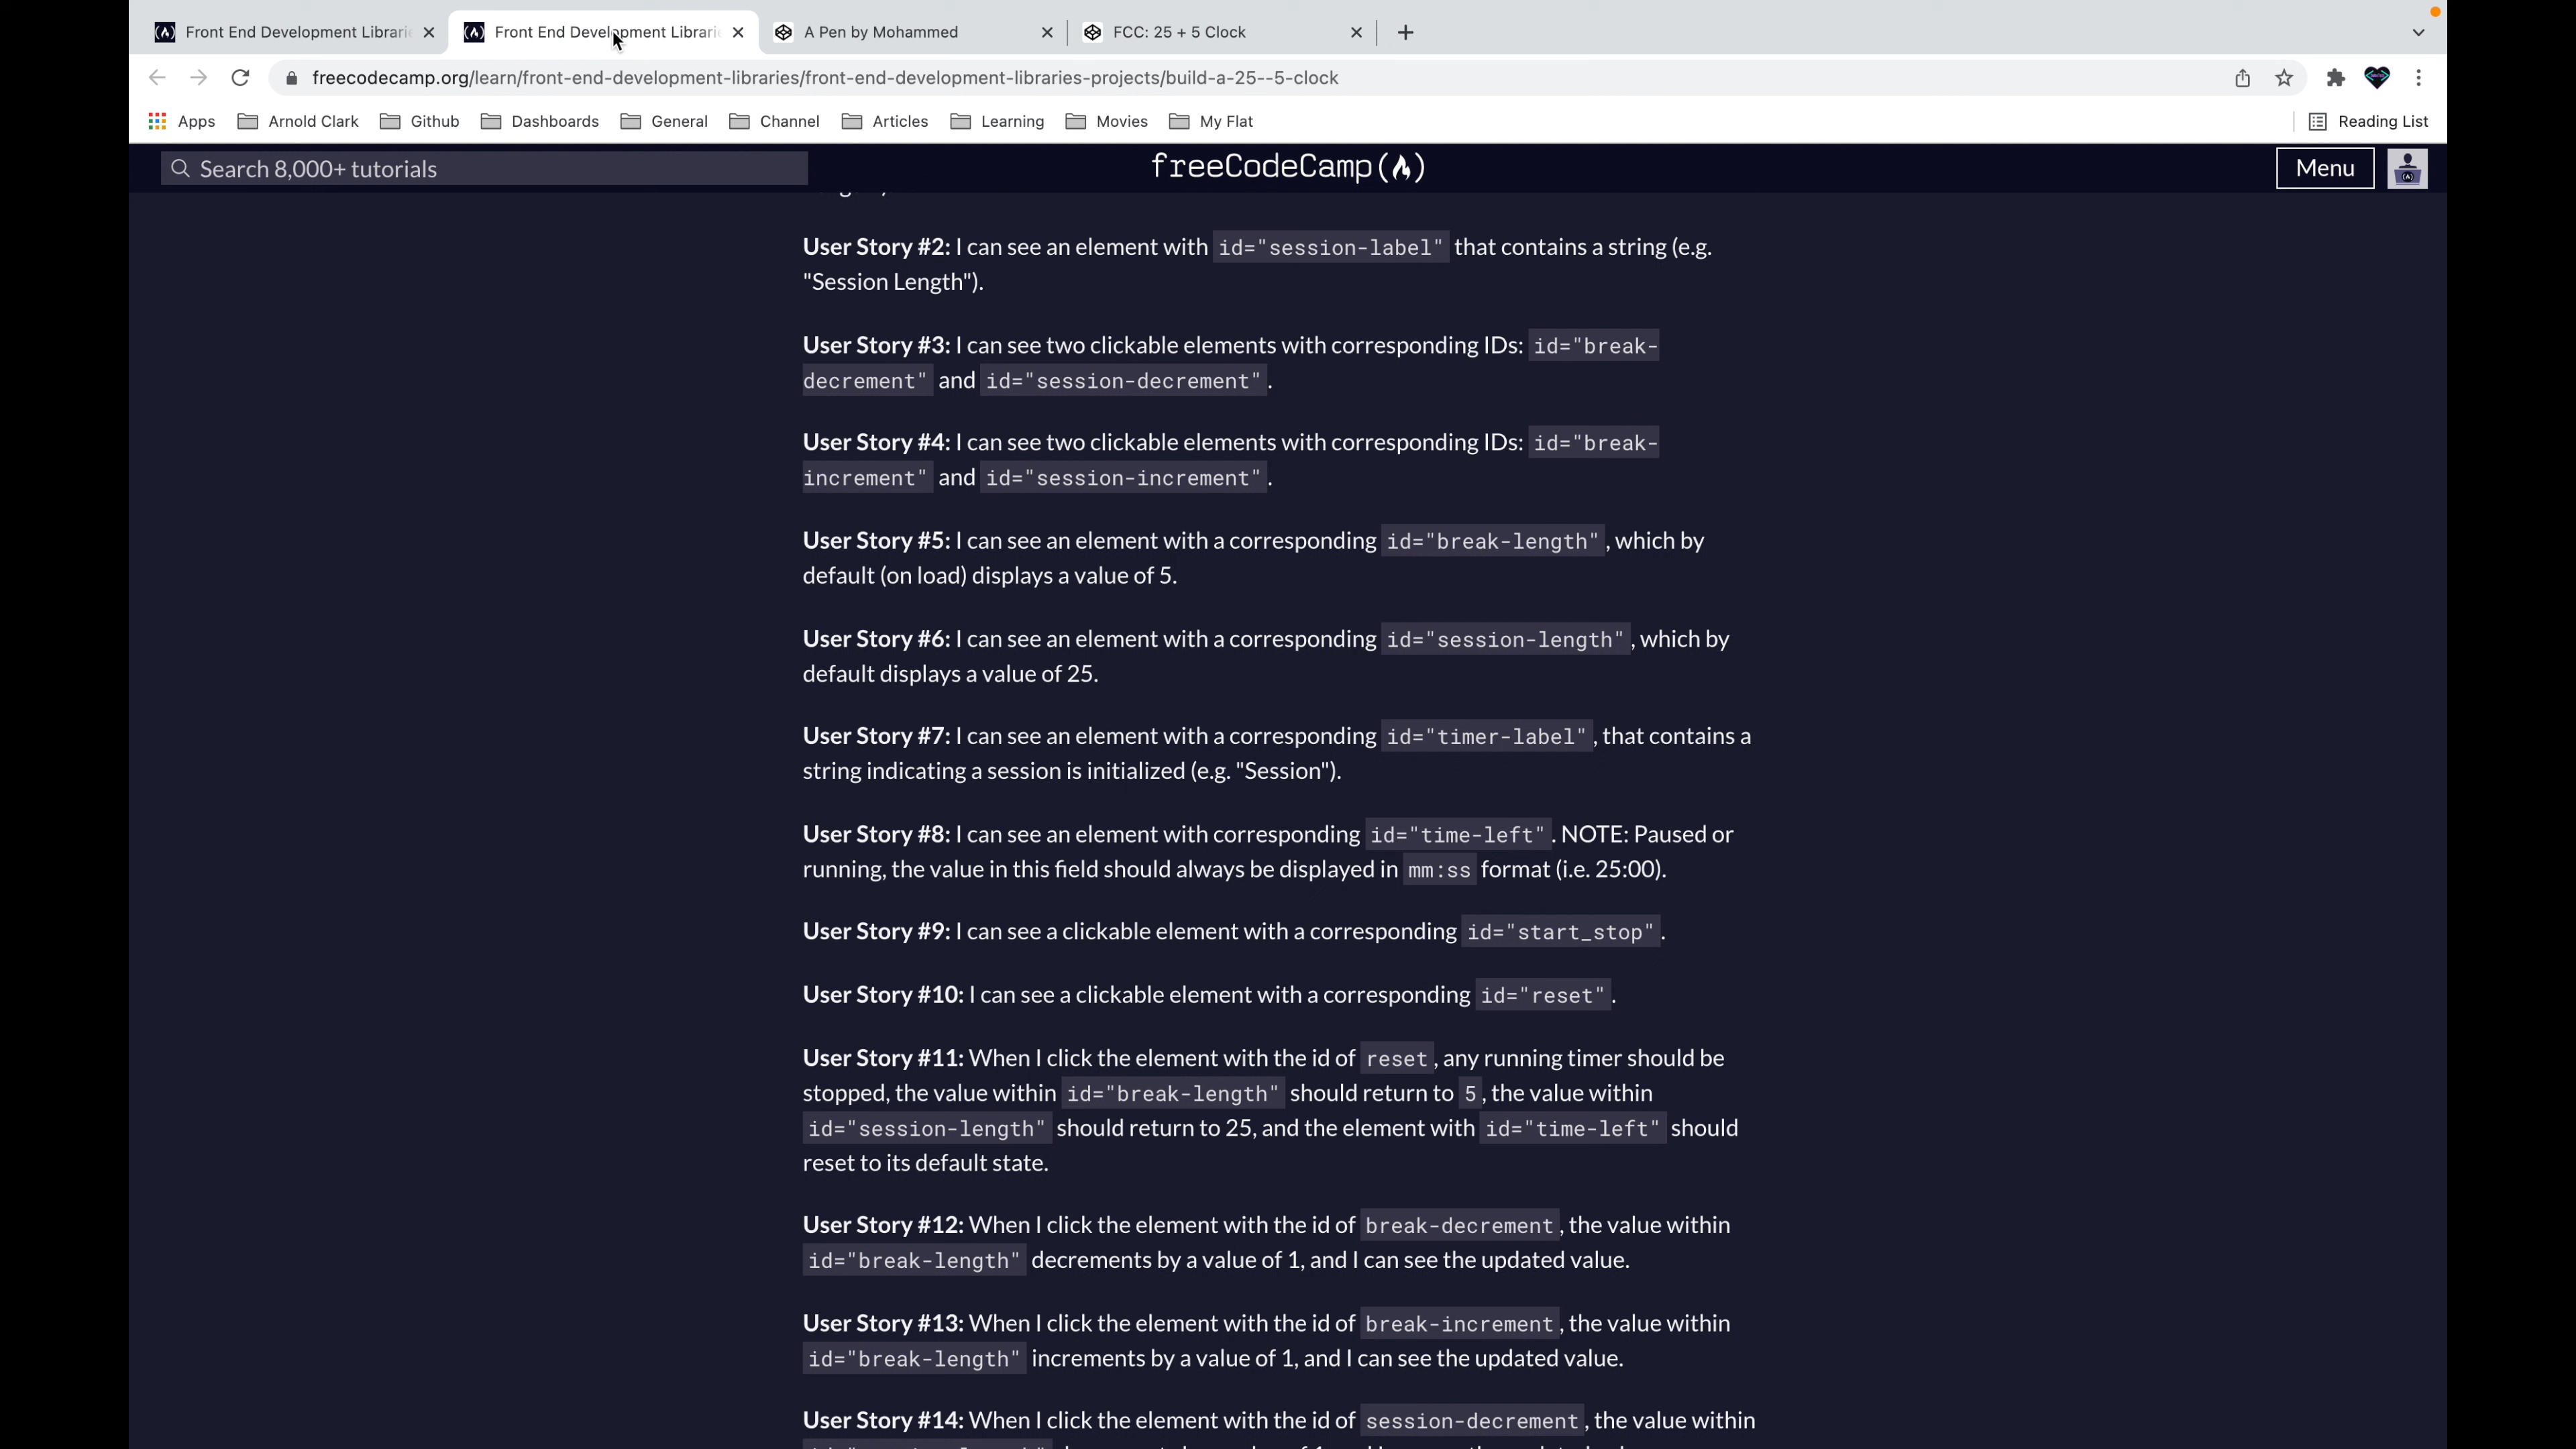 Front End Development Librari
Front End Development Librari
A Pen by Mohammed
FCC: 25 + 5 Clock
freecodecamp.org/learn/front-end-development-libraries/front-end-development-libraries-projects/build-a-25--5-clock
Apps
Arnold Clark
Github
Dashboards
General
Channel
Articles
Learning
Movies
My Flat
Reading List
Search 8,000+ tutorials
freeCodeCamp
Menu
User Story #2: I can see an element with id="session-label" that contains a string (e.g.
"Session Length").
User Story #3: I can see two clickable elements with corresponding IDs: id="break-
decrement" and id="session-decrement".
User Story #4: I can see two clickable elements with corresponding IDs: id="break-
increment" and id="session-increment".
User Story #5: I can see an element with a corresponding id="break-length", which by
default (on load) displays a value of 5.
User Story #6: I can see an element with a corresponding id="session-length", which by
default displays a value of 25.
User Story #7: I can see an element with a corresponding id="timer-label", that contains a
string indicating a session is initialized (e.g. "Session").
User Story #8: I can see an element with corresponding id="time-left". NOTE: Paused or
running, the value in this field should always be displayed in mm:ss format (i.e. 25:00).
User Story #9: I can see a clickable element with a corresponding id="start_stop".
User Story #10: I can see a clickable element with a corresponding id="reset".
User Story #11: When I click the element with the id of reset, any running timer should be
stopped, the value within id="break-length" should return to 5, the value within
id="session-length" should return to 25, and the element with id="time-left" should
reset to its default state.
User Story #12: When I click the element with the id of break-decrement, the value within
id="break-length" decrements by a value of 1, and I can see the updated value.
User Story #13: When I click the element with the id of break-increment, the value within
id="break-length" increments by a value of 1, and I can see the updated value.
User Story #14: When I click the element with the id of session-decrement, the value within